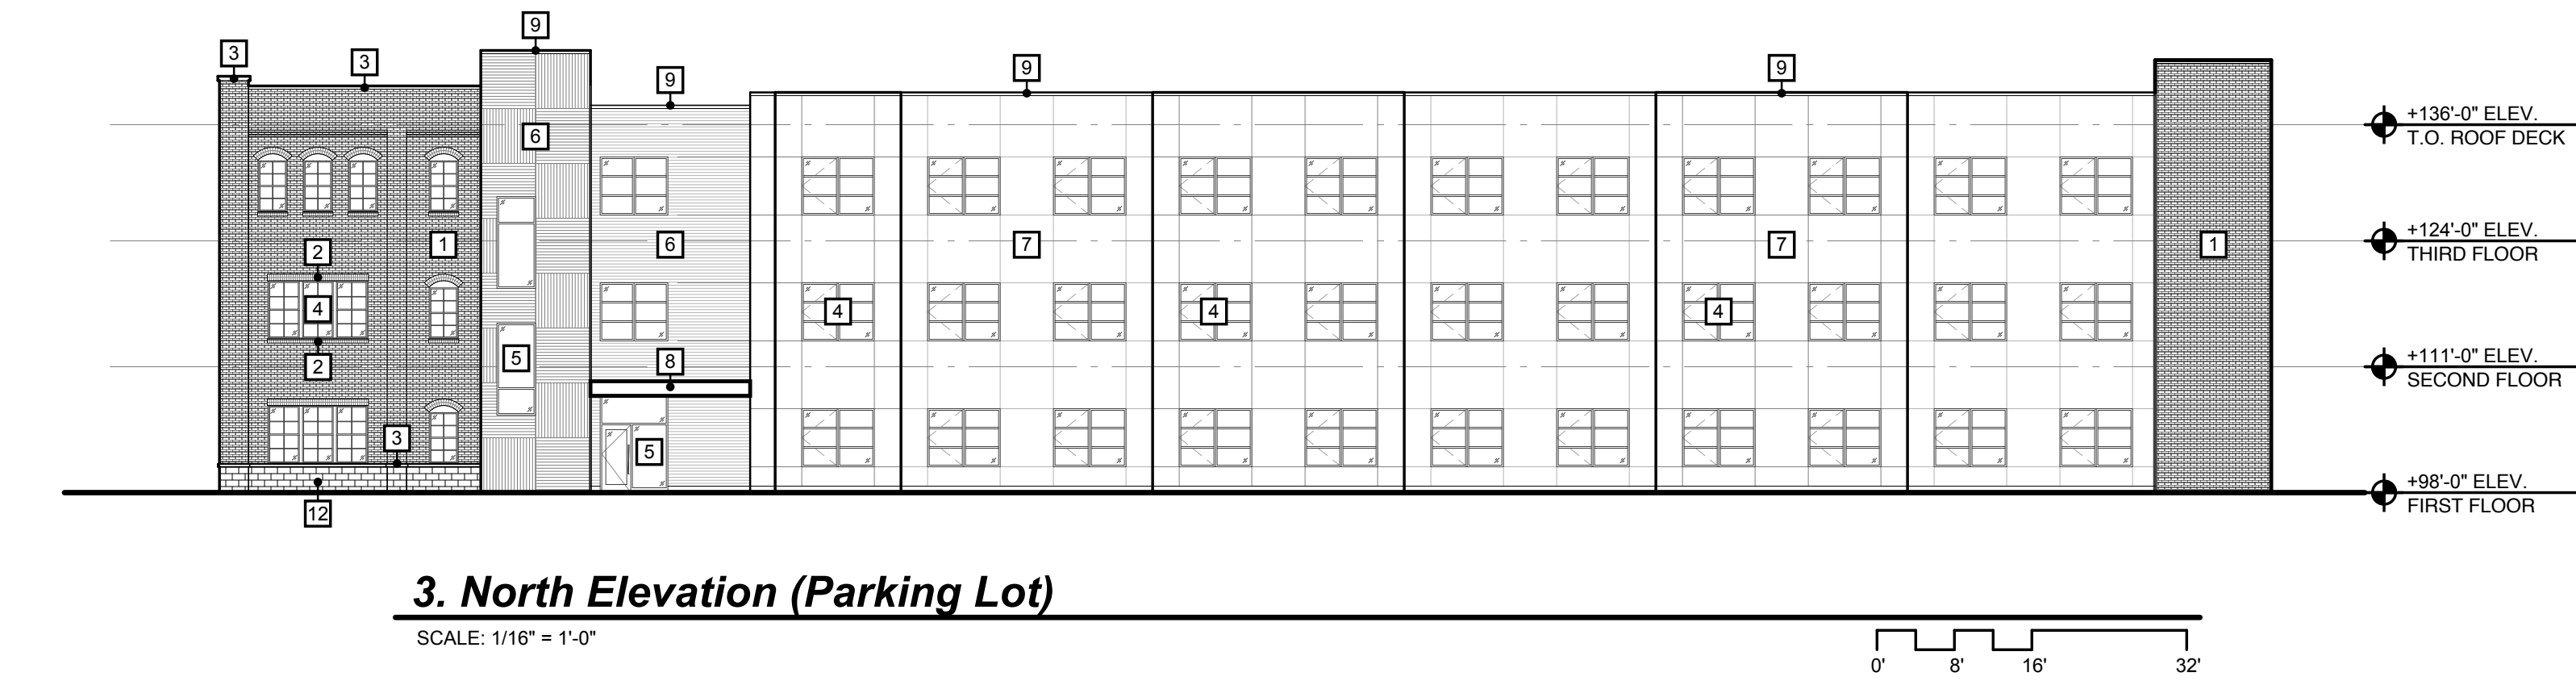 9
3
3
9
9
9
6
+136'-0" ELEV.
T.O. ROOF DECK
2
1
6
7
7
1
+124'-0" ELEV.
THIRD FLOOR
4
4
4
4
2
5
8
+111'-0" ELEV.
SECOND FLOOR
3
5
12
+98'-0" ELEV.
FIRST FLOOR
3. North Elevation (Parking Lot)
SCALE: 1/16" = 1'-0"
0' 8' 16' 32'